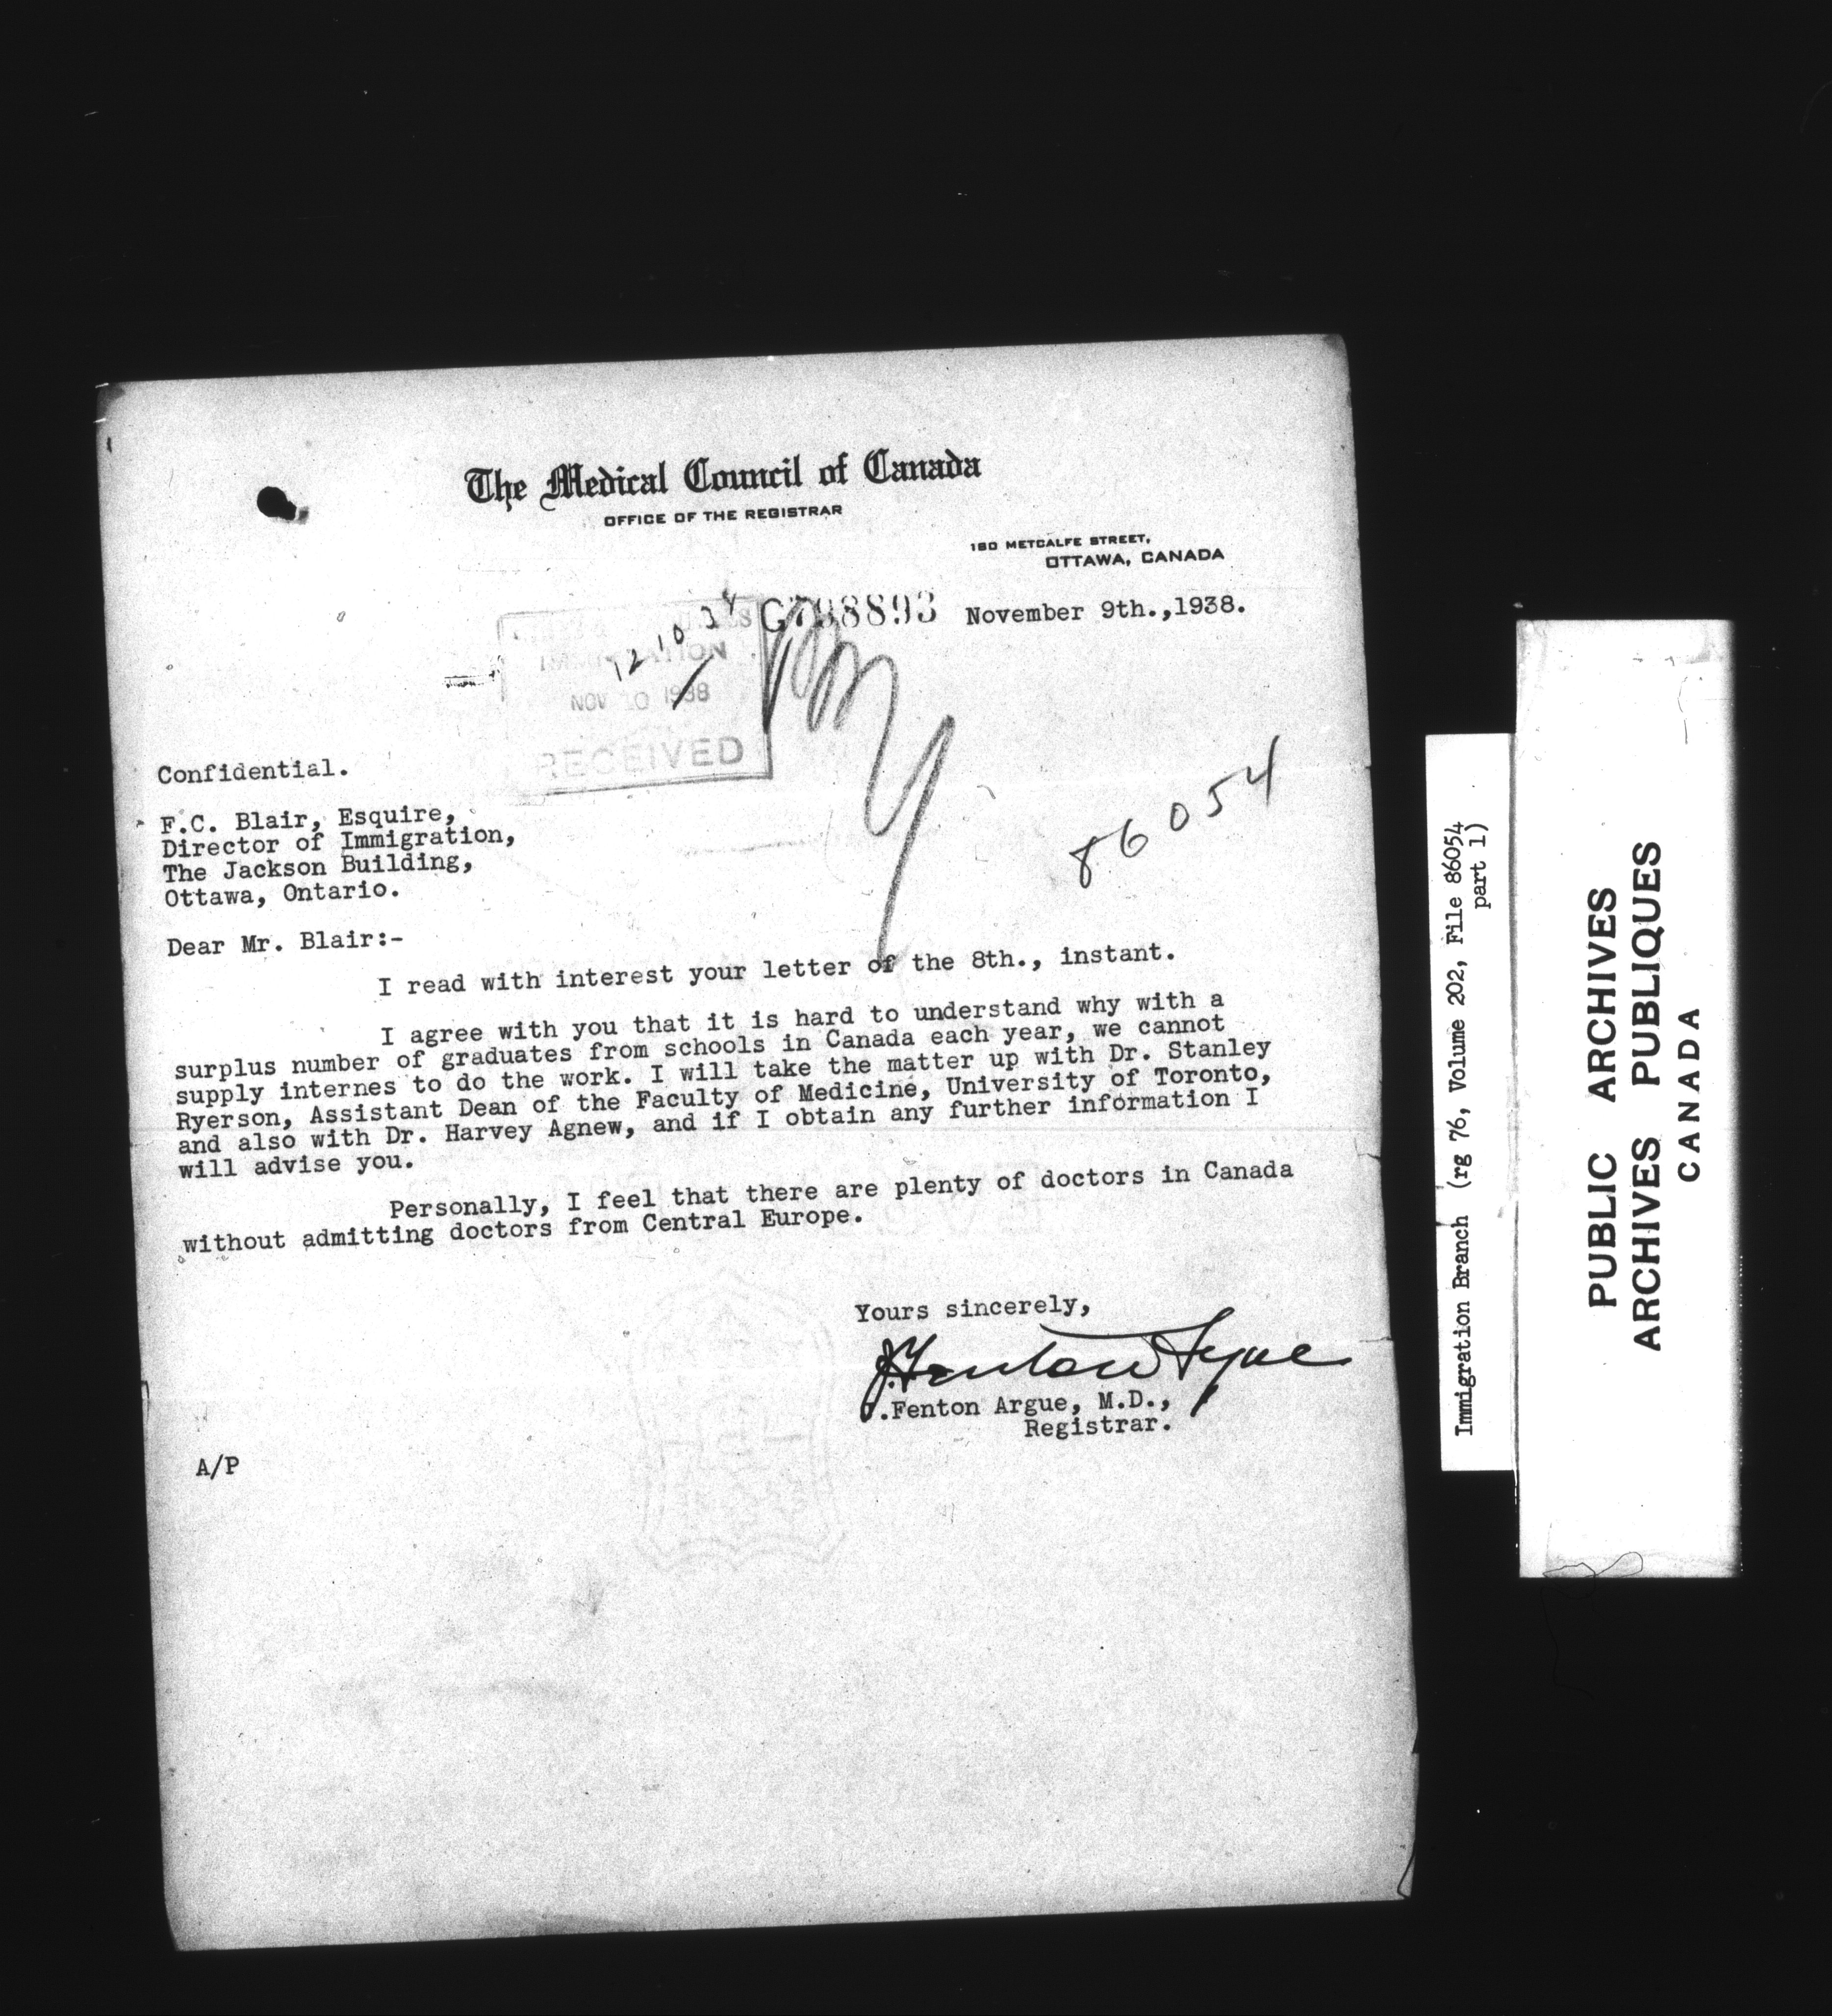 The Medical Council of Canada
OFFICE OF THE REGISTRAR
180 METCALFE STREET,
OTTAWA, CANADA
G798893 November 9th.,1938.
IMMIGRATION
NOV 10 1938
RECEIVED
86054
Confidential.
F.C. Blair, Esquire,
Director of Immigration,
The Jackson Building,
Ottawa, Ontario.
Dear Mr. Blair:-
I read with interest your letter of the 8th., instant.
I agree with you that it is hard to understand why with a
surplus number of graduates from schools in Canada each year, we cannot
supply internes to do the work. I will take the matter up with Dr. Stanley
Ryerson, Assistant Dean of the Faculty of Medicine, University of Toronto,
and also with Dr. Harvey Agnew, and if I obtain any further information I
will advise you.
Personally, I feel that there are plenty of doctors in Canada
without admitting doctors from Central Europe.
Yours sincerely,
J. Fenton Argue
J.Fenton Argue, M.D.,
Registrar.
A/P
Immigration Branch (rg 76, Volume 202, File 86054
part 1)
PUBLIC ARCHIVES
ARCHIVES PUBLIQUES
CANADA